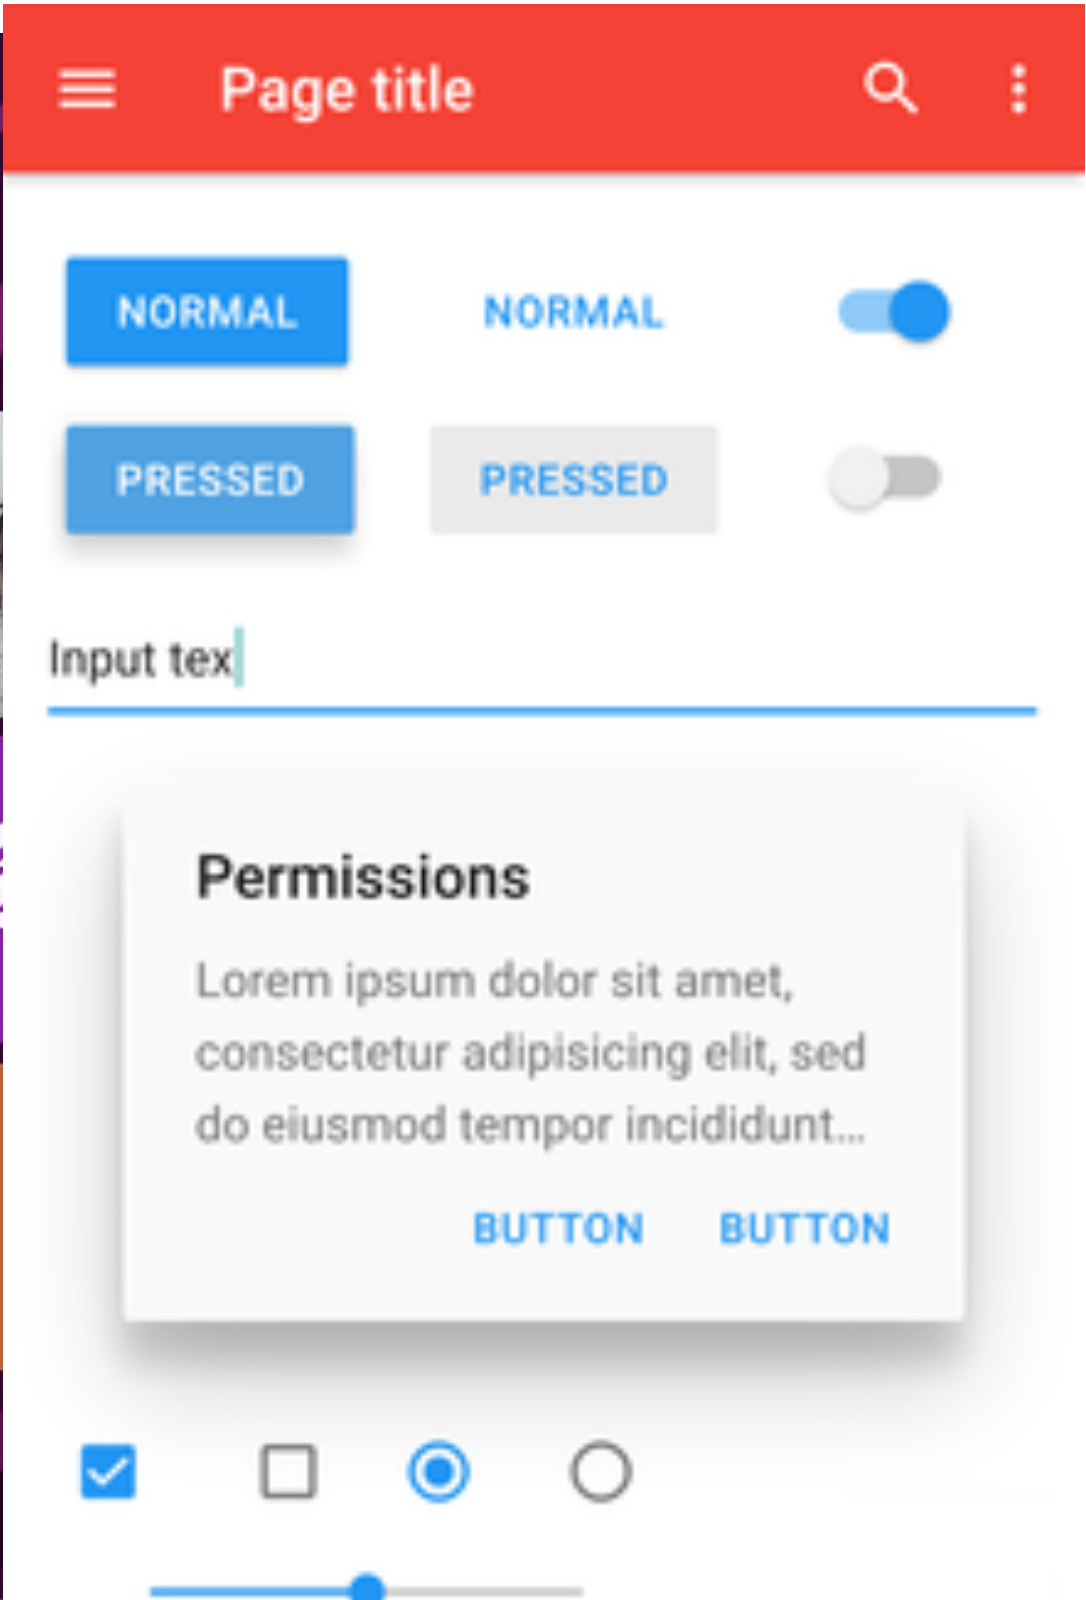 Page title
NORMAL NORMAL
PRESSED PRESSED
Input tex
Permissions
Lorem ipsum dolor sit amet,
consectetur adipisicing elit, sed
do eiusmod tempor incididunt...
BUTTON BUTTON